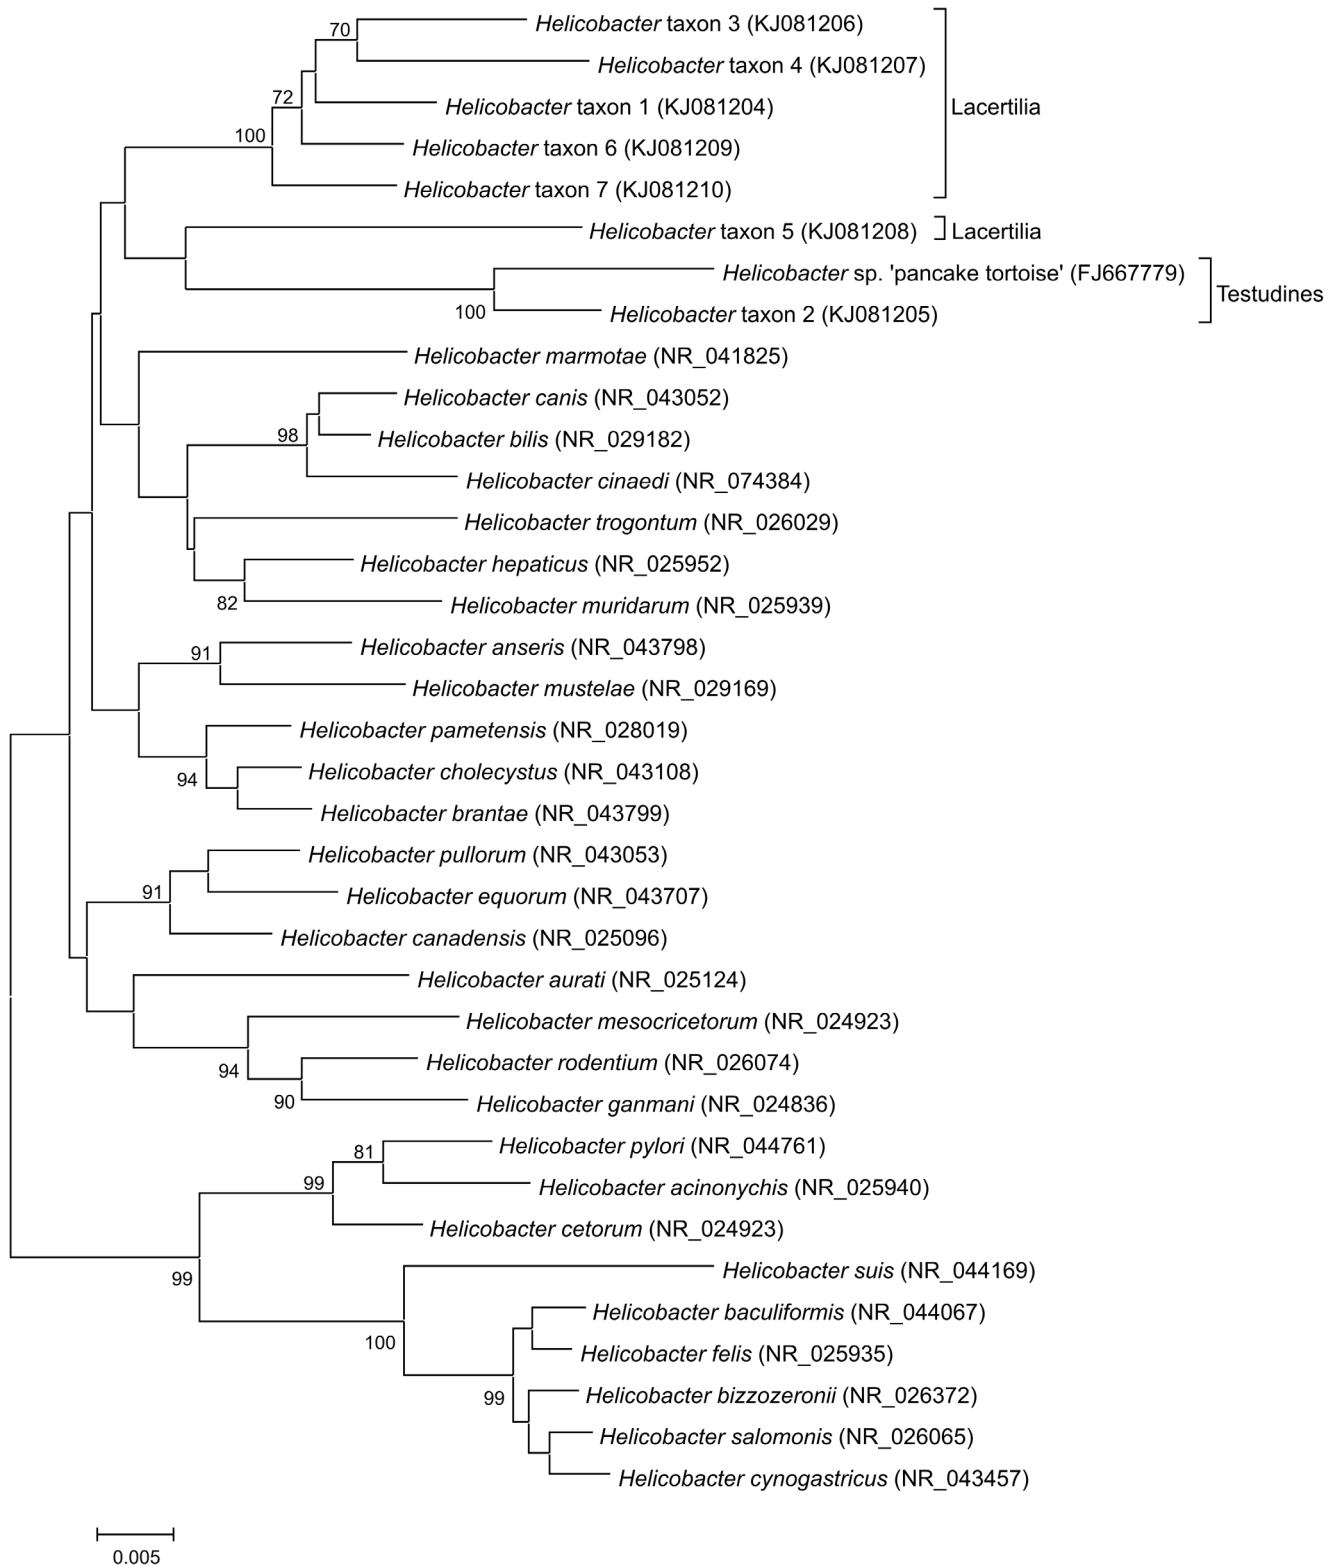 70
Helicobacter taxon 3 (KJ081206)
Helicobacter taxon 4 (KJ081207)
72
Helicobacter taxon 1 (KJ081204)
Lacertilia
100
Helicobacter taxon 6 (KJ081209)
Helicobacter taxon 7 (KJ081210)
Helicobacter taxon 5 (KJ081208)
Lacertilia
Helicobacter sp. 'pancake tortoise' (FJ667779)
Testudines
100
Helicobacter taxon 2 (KJ081205)
Helicobacter marmotae (NR_041825)
Helicobacter canis (NR_043052)
98
Helicobacter bilis (NR_029182)
Helicobacter cinaedi (NR_074384)
Helicobacter trogontum (NR_026029)
Helicobacter hepaticus (NR_025952)
82
Helicobacter muridarum (NR_025939)
91
Helicobacter anseris (NR_043798)
Helicobacter mustelae (NR_029169)
Helicobacter pametensis (NR_028019)
94
Helicobacter cholecystus (NR_043108)
Helicobacter brantae (NR_043799)
Helicobacter pullorum (NR_043053)
91
Helicobacter equorum (NR_043707)
Helicobacter canadensis (NR_025096)
Helicobacter aurati (NR_025124)
Helicobacter mesocricetorum (NR_024923)
94
Helicobacter rodentium (NR_026074)
90
Helicobacter ganmani (NR_024836)
81
Helicobacter pylori (NR_044761)
99
Helicobacter acinonychis (NR_025940)
Helicobacter cetorum (NR_024923)
99
Helicobacter suis (NR_044169)
Helicobacter baculiformis (NR_044067)
100
Helicobacter felis (NR_025935)
99
Helicobacter bizzozeronii (NR_026372)
Helicobacter salomonis (NR_026065)
Helicobacter cynogastricus (NR_043457)
0.005